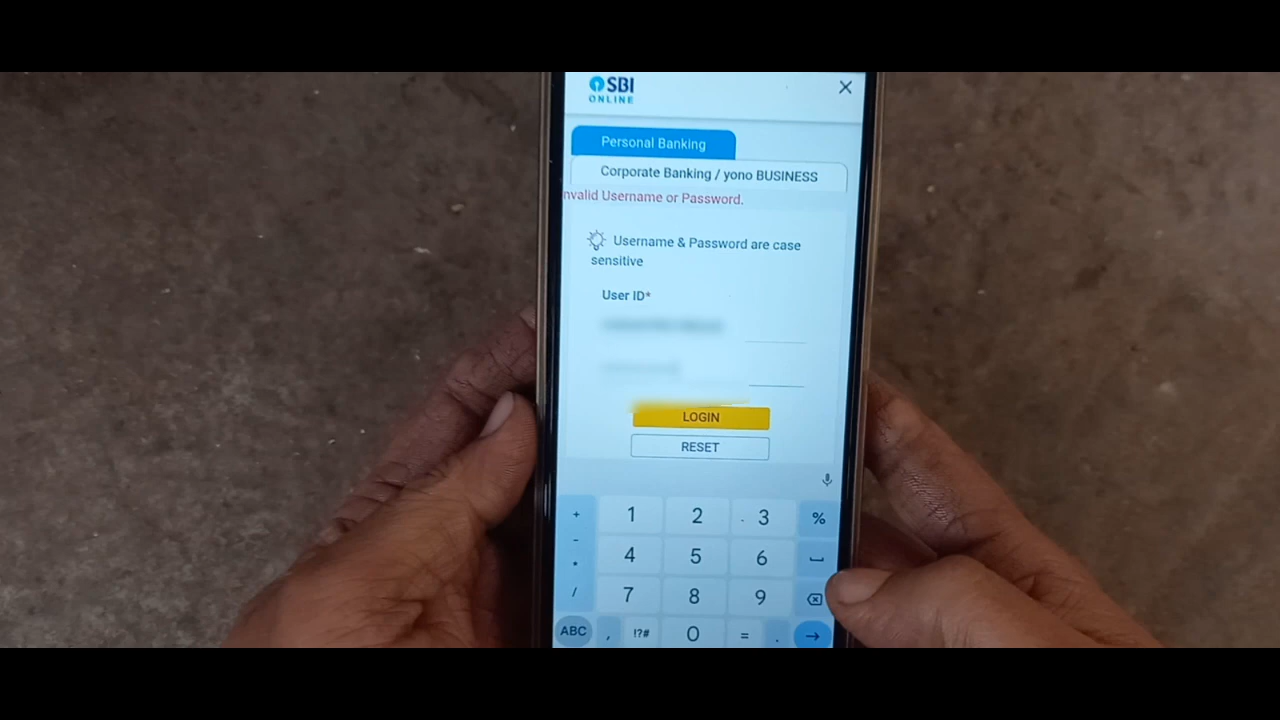 SBI
ONLINE
Personal Banking
Corporate Banking / yono BUSINESS
nvalid Username or Password.
Username & Password are case
sensitive
User ID*
LOGIN
RESET
+ 1 2 3 %
-
* 4 5 6
/ 7 8 9
ABC , !?# 0 = .